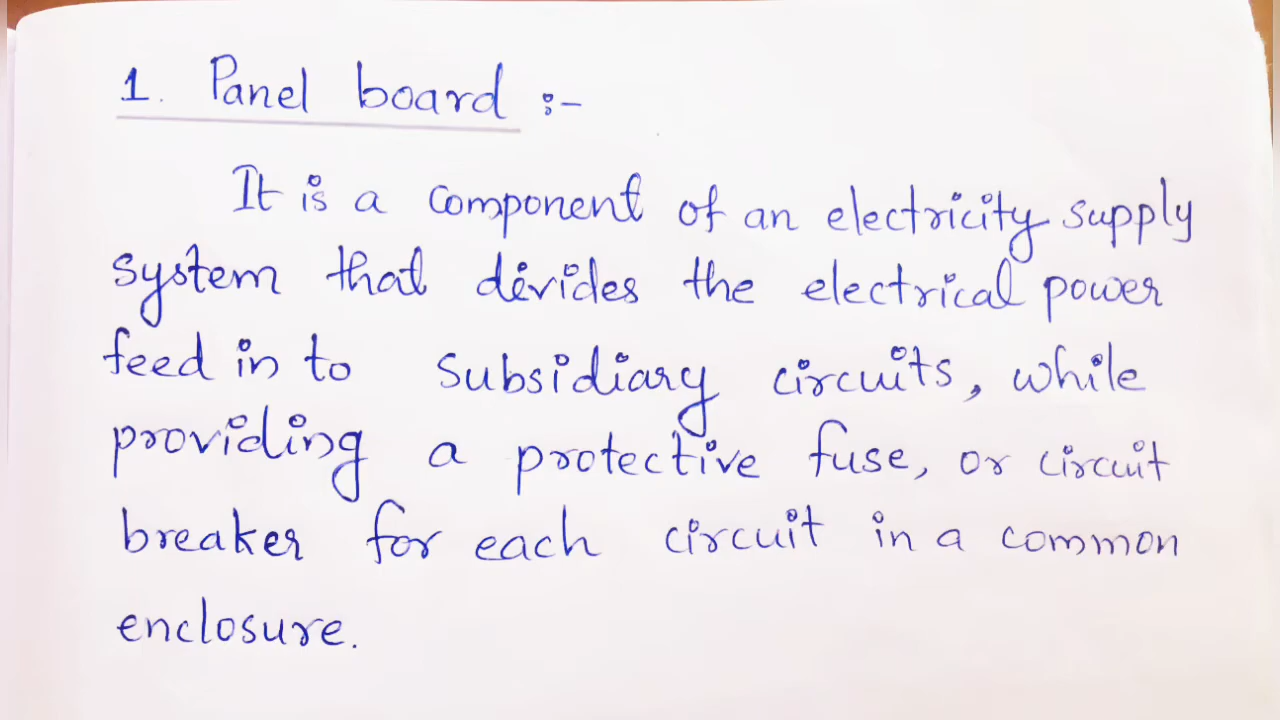 1. Panel board :-
It is a component of an electricity supply
system that divides the electrical power
feed in to subsidiary circuits, while
providing a protective fuse, or circuit
breaker for each circuit in a common
enclosure.